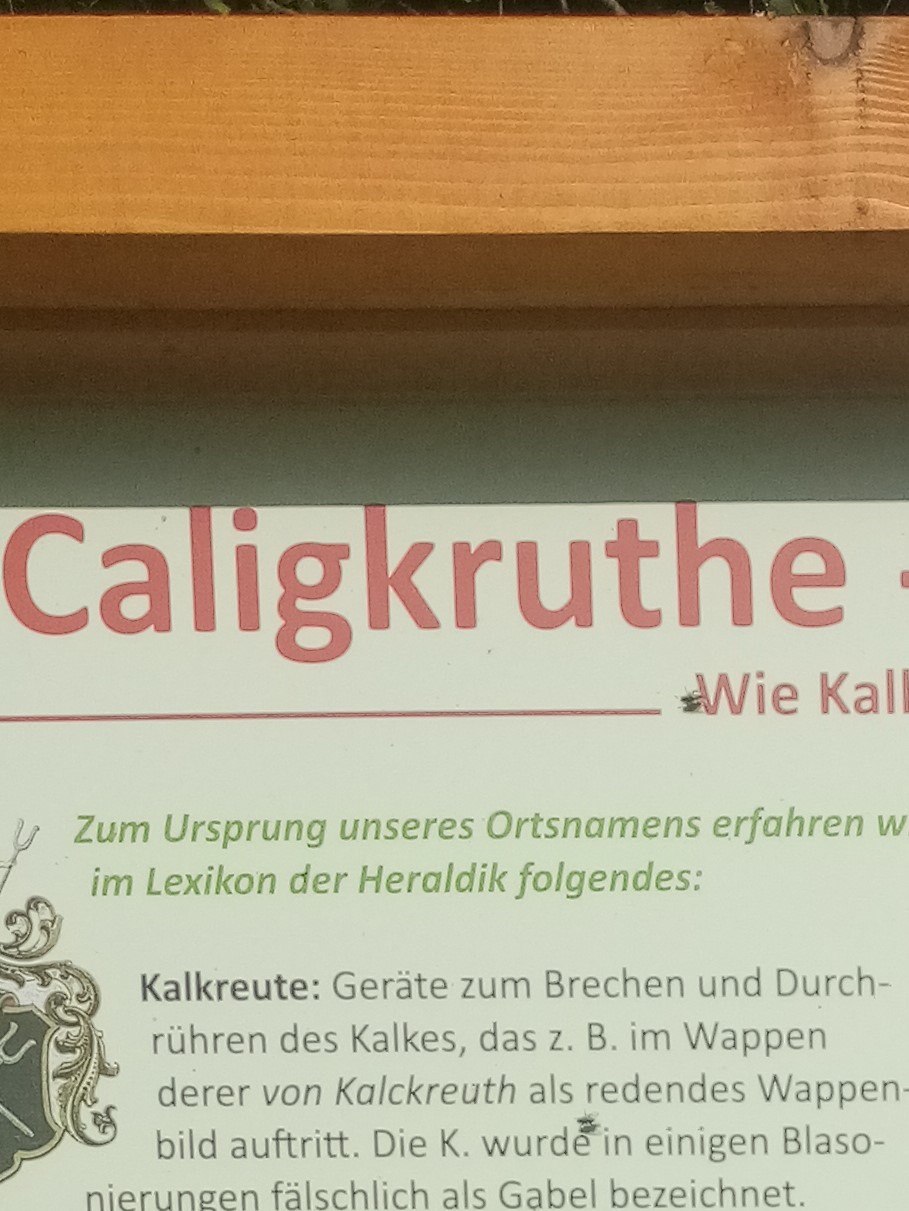 Caligkruthe -
Wie Kalk
Zum Ursprung unseres Ortsnamens erfahren w
im Lexikon der Heraldik folgendes:
Kalkreute: Geräte zum Brechen und Durch-
rühren des Kalkes, das z. B. im Wappen
derer von Kalckreuth als redendes Wappen-
bild auftritt. Die K. wurde in einigen Blaso-
nierungen fälschlich als Gabel bezeichnet.